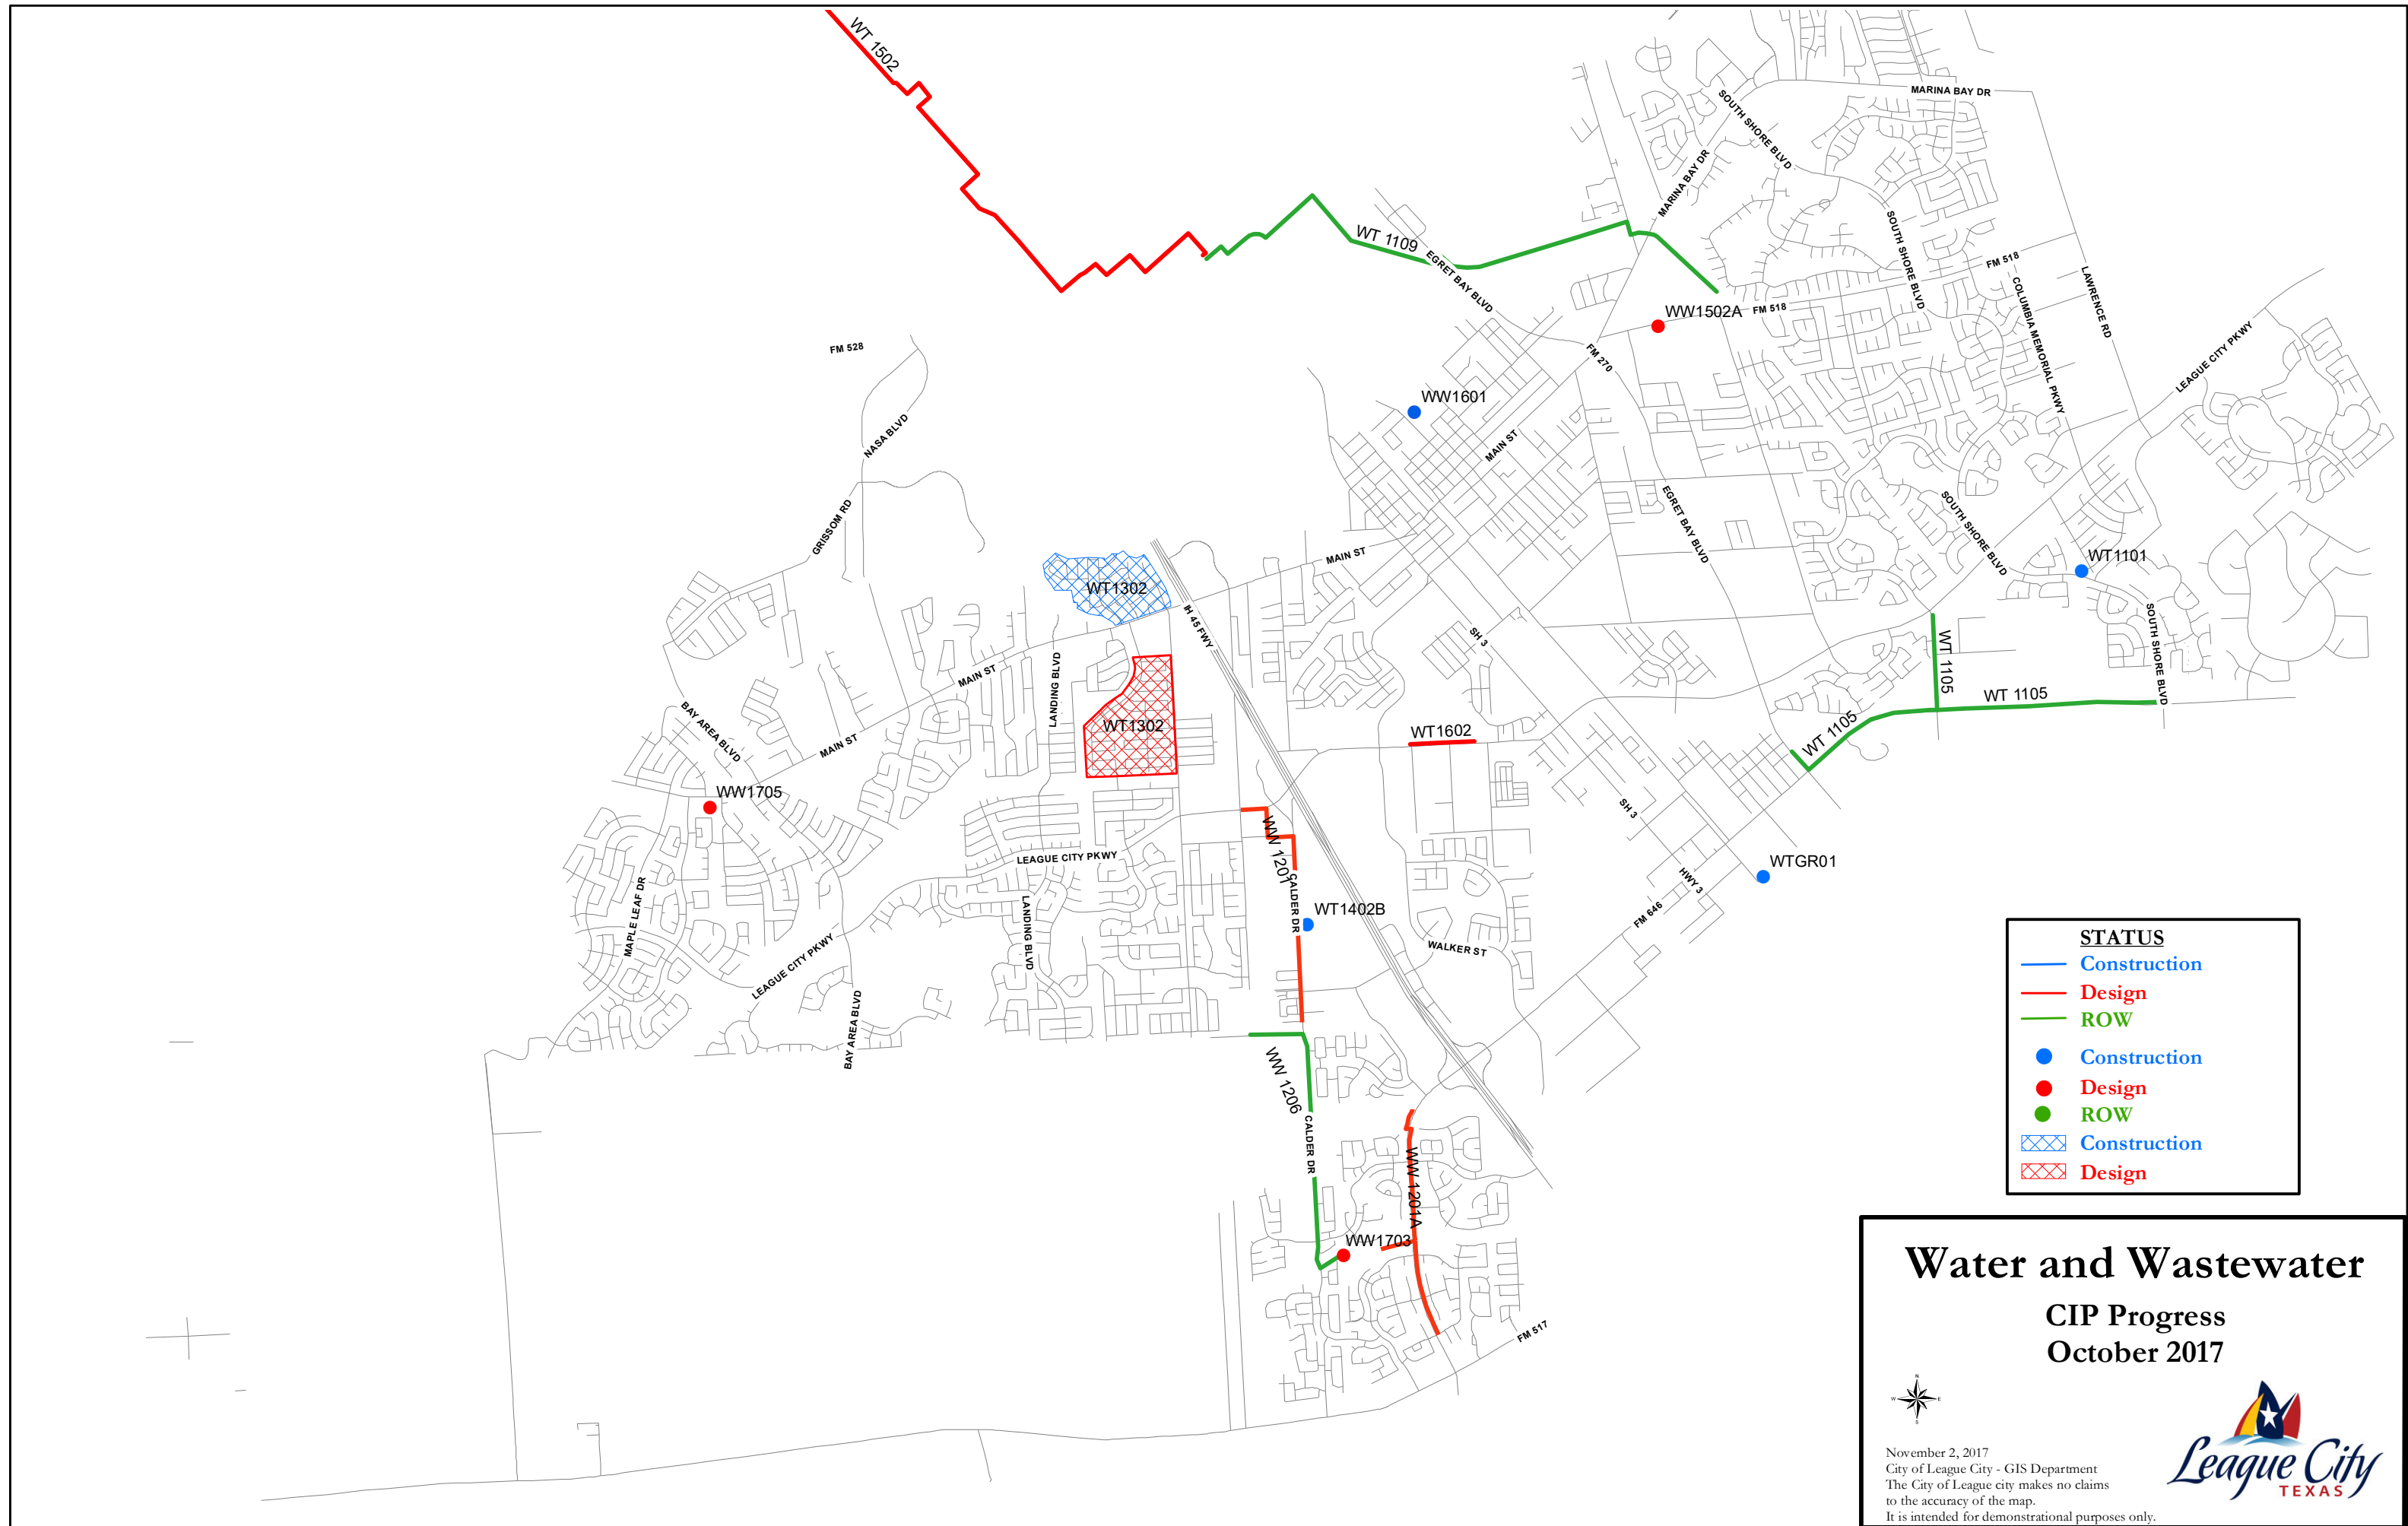 WT 1502
MARINA BAY DR
SOUTH SHORE BLVD
MARINA BAY DR
WT 1109
EGRET BAY BLVD
SOUTH SHORE BLVD
FM 518
COLUMBIA MEMORIAL PKWY
LAWRENCE RD
WW1502A
FM 518
LEAGUE CITY PKWY
FM 528
FM 270
NASA BLVD
WW1601
MAIN ST
GRISSOM RD
EGRET BAY BLVD
SOUTH SHORE BLVD
MAIN ST
WT1101
WT1302
IH 45 FWY
SH 3
SOUTH SHORE BLVD
MAIN ST
LANDING BLVD
WT 1105
WT 1105
BAY AREA BLVD
WT1302
WT1602
WT 1105
MAIN ST
WW1705
SH 3
WW 1201
LEAGUE CITY PKWY
WTGR01
HWY 3
CALDER DR
WT1402B
MAPLE LEAF DR
LANDING BLVD
FM 646
WALKER ST
LEAGUE CITY PKWY
BAY AREA BLVD
WW 1206
CALDER DR
WW 1201A
WW1703
FM 517
STATUS
Construction
Design
ROW
Construction
Design
ROW
Construction
Design
Water and Wastewater
CIP Progress
October 2017
N
W E
S
November 2, 2017
City of League City - GIS Department
The City of League city makes no claims
to the accuracy of the map.
It is intended for demonstrational purposes only.
League City
TEXAS